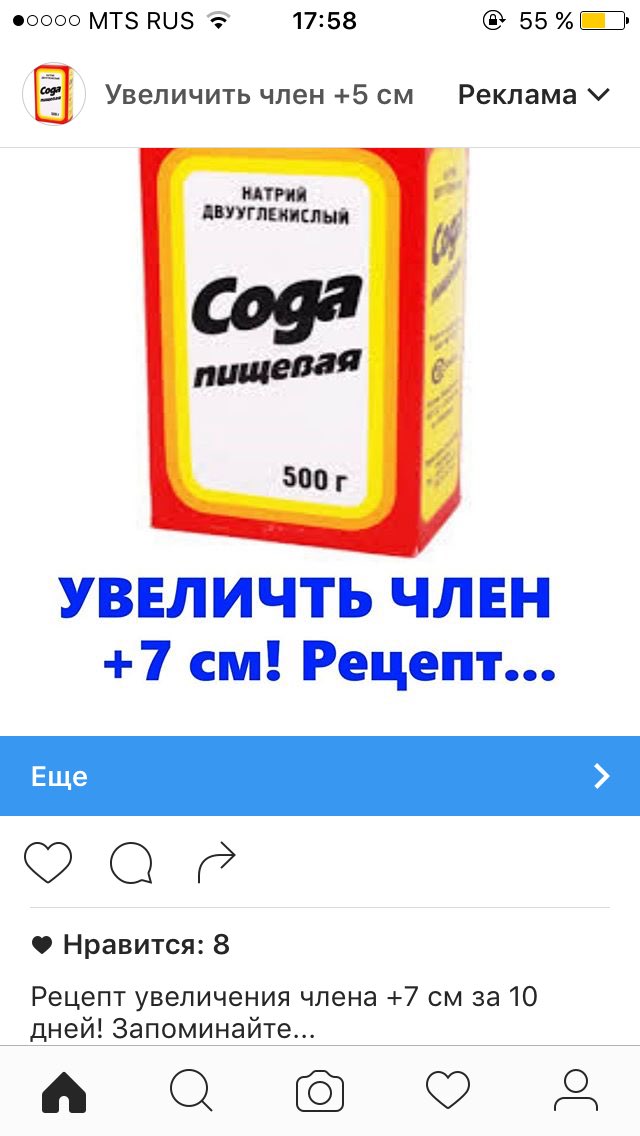 MTS RUS 17:58 55 %
Увеличить член +5 см Реклама
НАТРИЙ
ДВУУГЛЕКИСЛЫЙ
Сода
пищевая
500 г
Сода
УВЕЛИЧТЬ ЧЛЕН
+7 см! Рецепт...
Еще
Нравится: 8
Рецепт увеличения члена +7 см за 10
дней! Запоминайте...